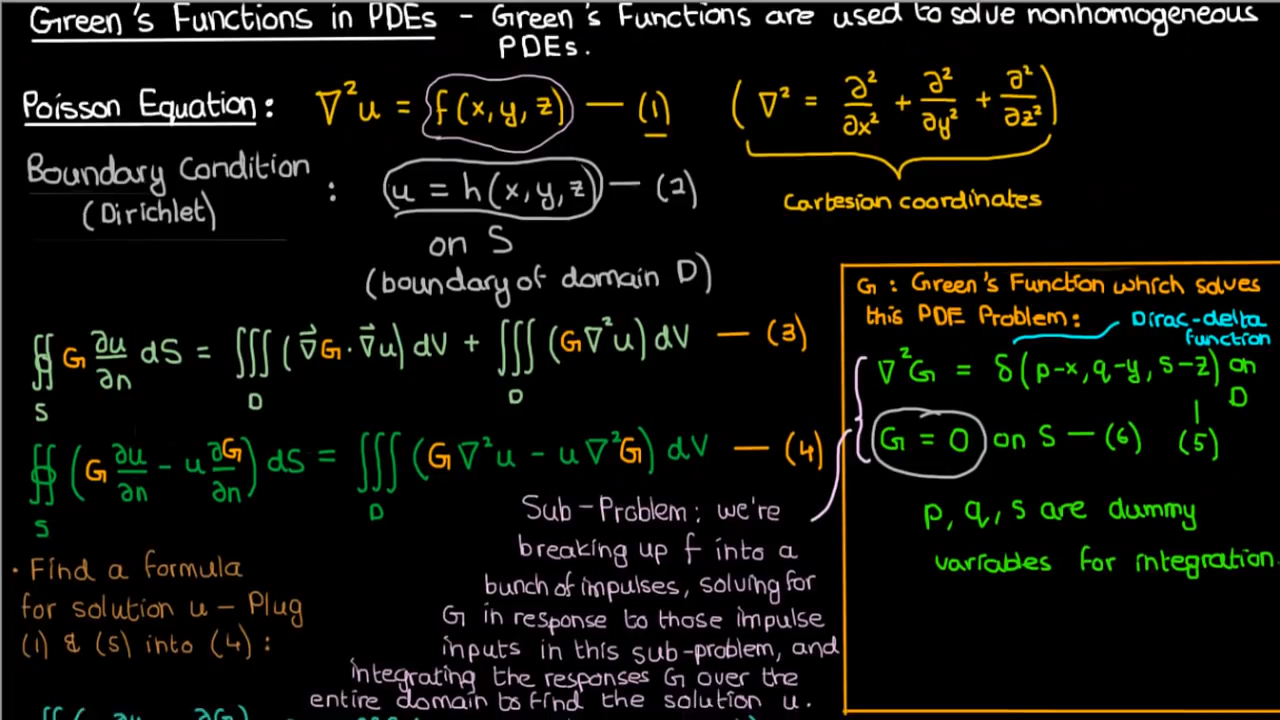 Green's Functions in PDEs - Green's Functions are used to solve nonhomogeneous
PDEs.
Poisson Equation: ∇²u = f(x,y,z) — (1) (∇² = ∂²/∂x² + ∂²/∂y² + ∂²/∂z²)
Cartesian coordinates
Boundary Condition
(Dirichlet) : u = h(x,y,z) — (2)
on S
(boundary of domain D)
∯_S G ∂u/∂n dS = ∭_D (∇⃗G · ∇⃗u) dV + ∭_D (G∇²u) dV — (3)
∯_S (G ∂u/∂n - u ∂G/∂n) dS = ∭_D (G∇²u - u∇²G) dV — (4)
G : Green's Function which solves
this PDE Problem:
Dirac-delta
function
∇²G = δ(p-x, q-y, s-z) on
D
G = 0 on S — (6) (5)
p, q, s are dummy
variables for integration.
Sub-Problem: we're
breaking up f into a
bunch of impulses, solving for
G in response to those impulse
inputs in this sub-problem, and
integrating the responses G over the
entire domain to find the solution u.
· Find a formula
for solution u - Plug
(1) & (5) into (4) :